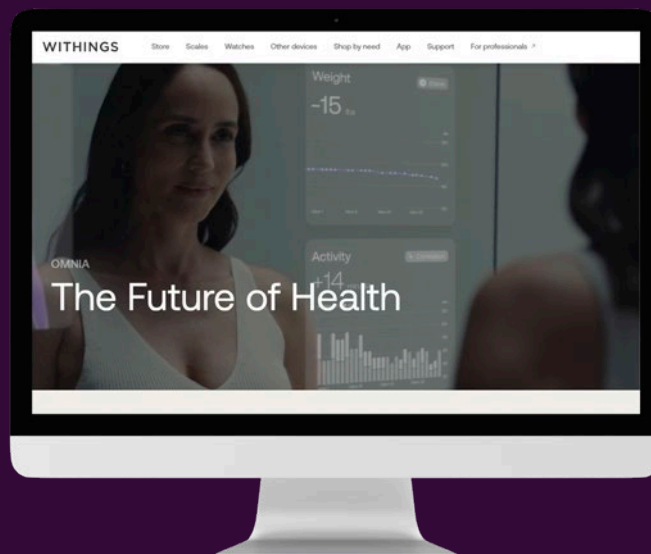 WITHINGS
Store Scales Watches Other devices Shop by need App Support For professionals ↗
Weight
-15 lbs
Activity
+14
OMNIA
The Future of Health